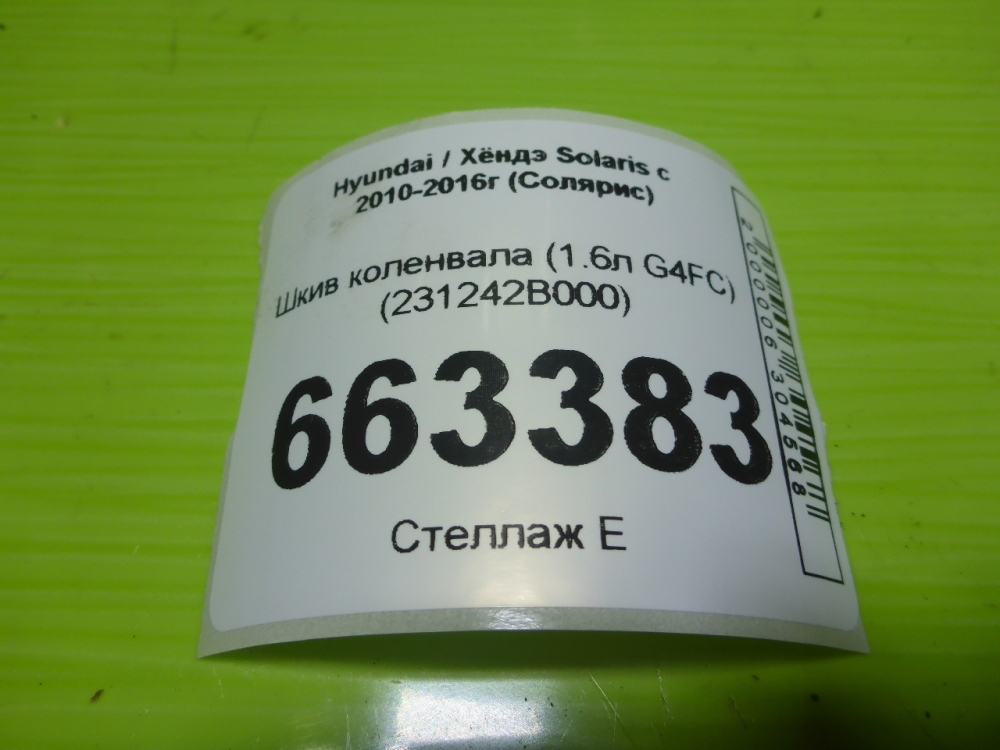 Hyundai / Хёндэ Solaris с
2010-2016г (Солярис)
Шкив коленвала (1.6л G4FC)
(231242B000)
663383
Стеллаж Е
2000006304568